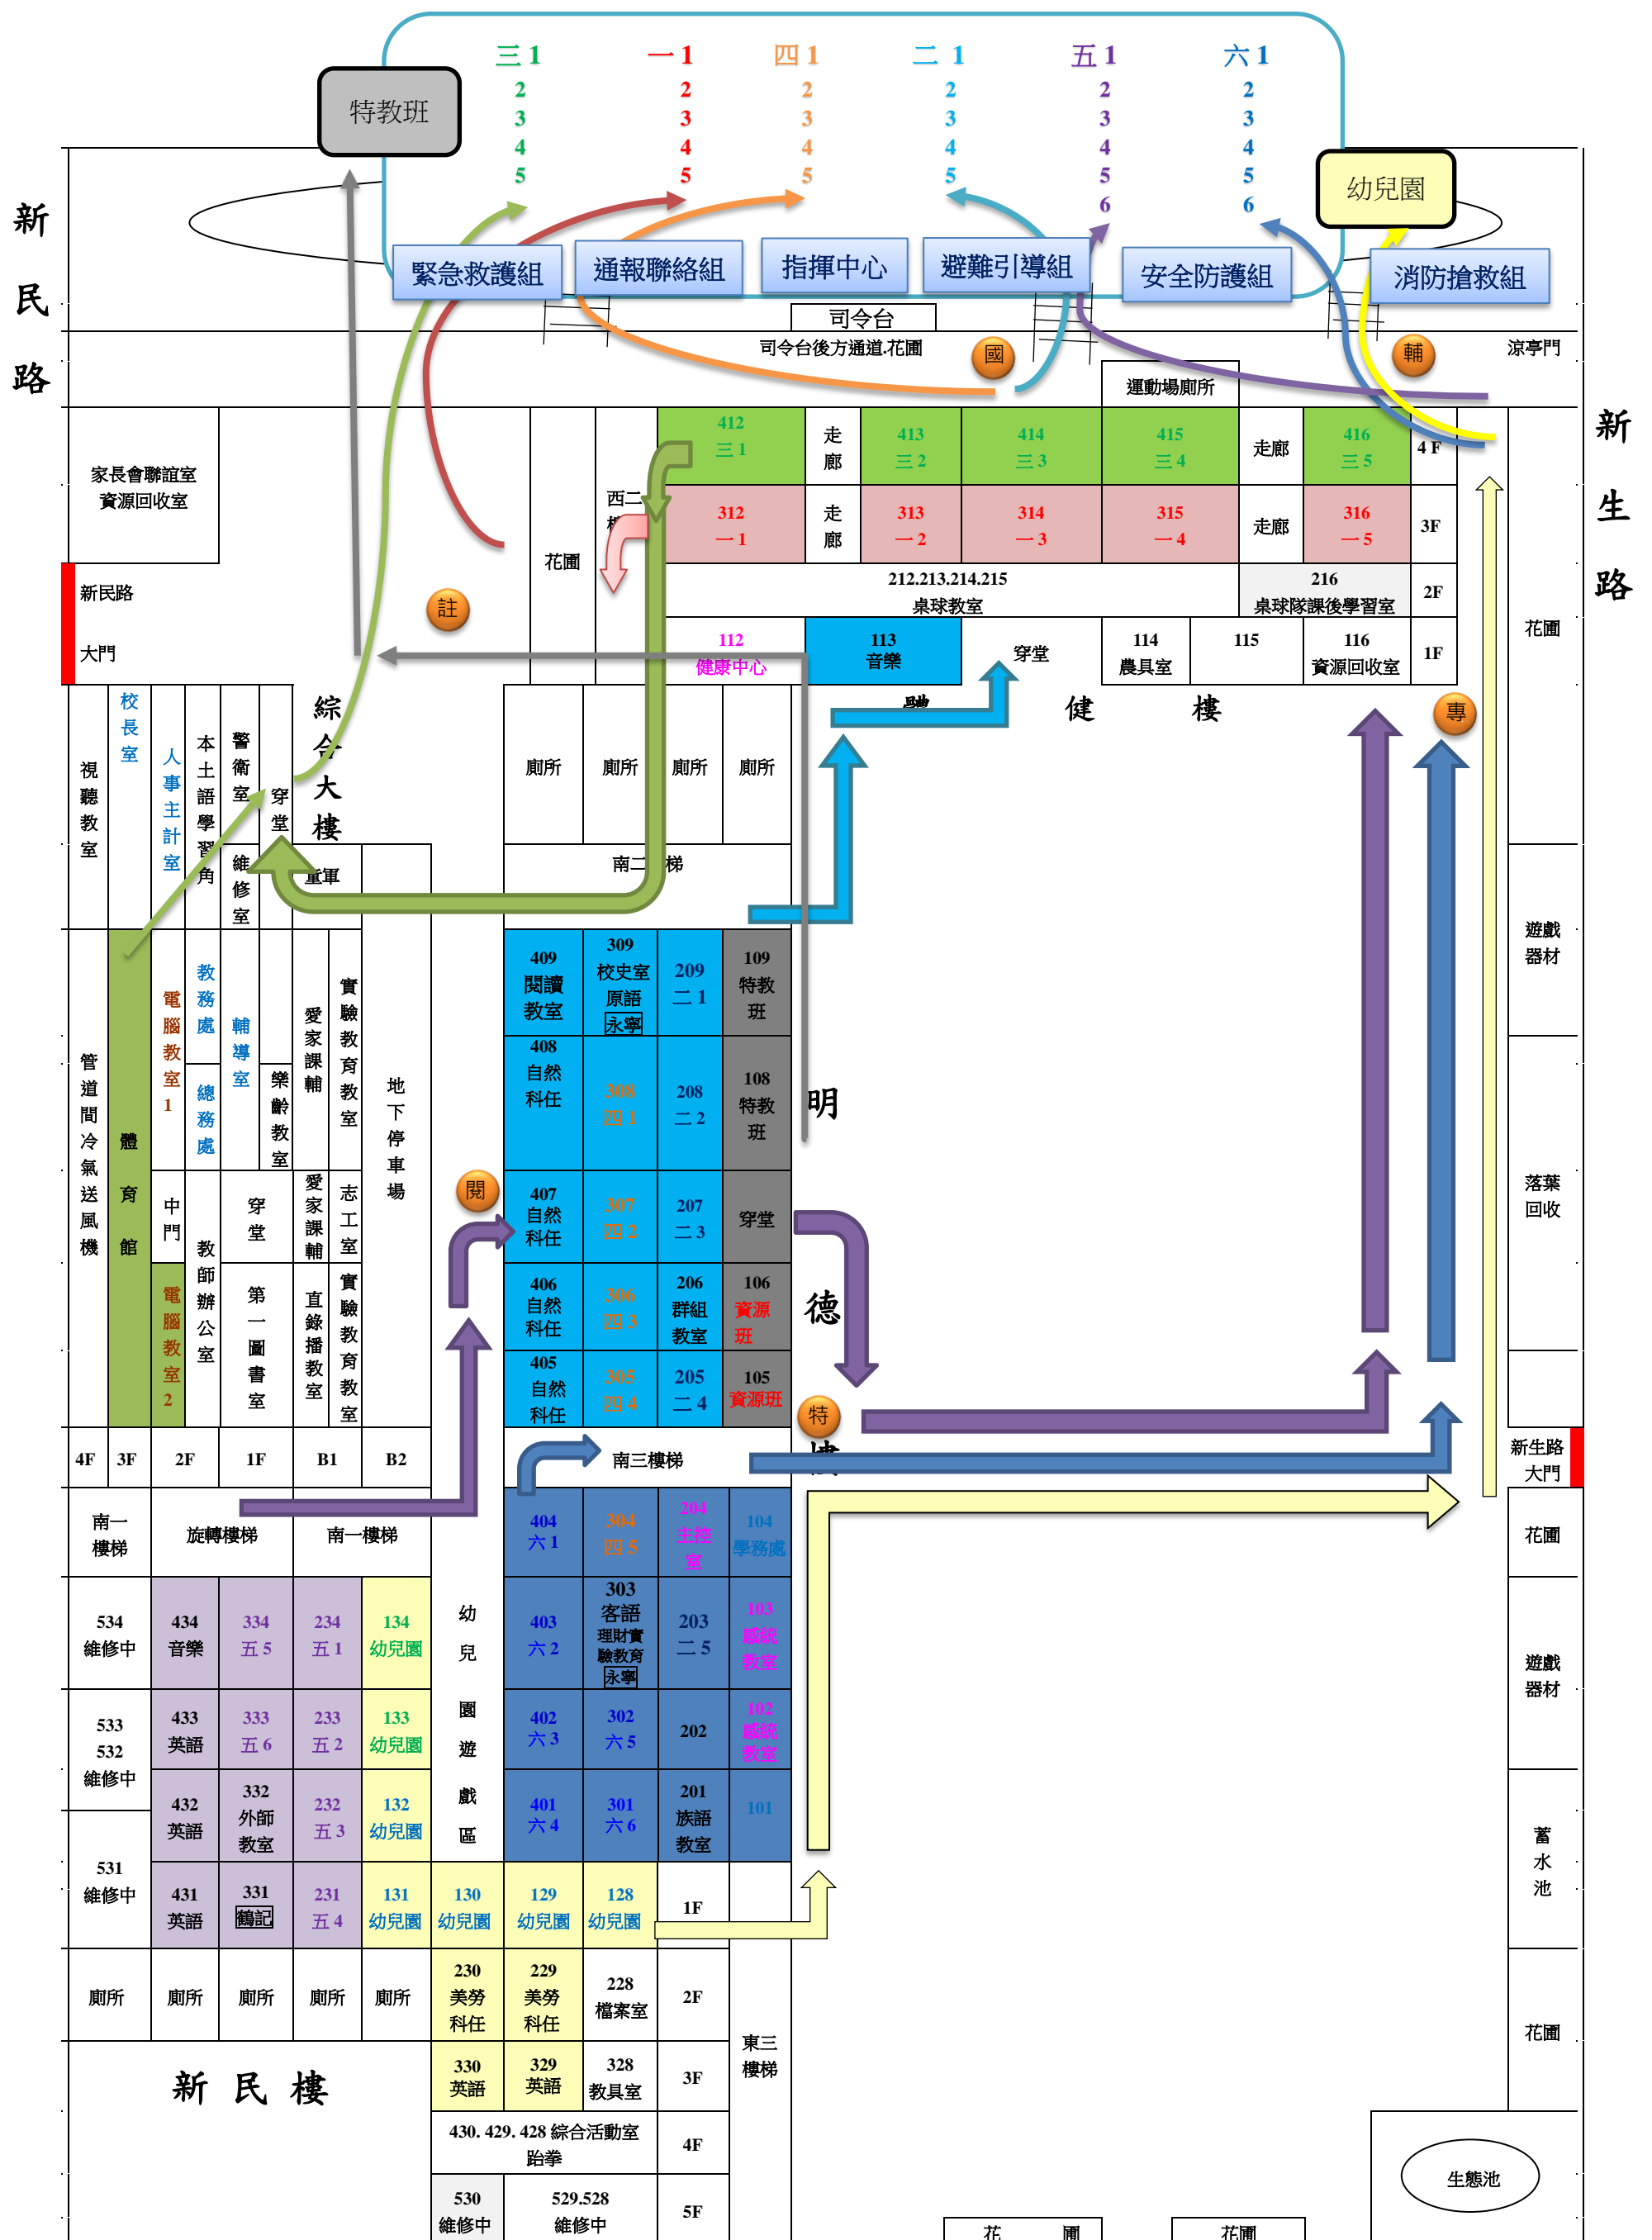 三 1
2
3
4
5
一 1
2
3
4
5
四 1
2
3
4
5
二 1
2
3
4
5
五 1
2
3
4
5
6
六 1
2
3
4
5
6
特教班
幼兒園
緊急救護組
通報聯絡組
指揮中心
避難引導組
安全防護組
消防搶救組
新民路
新生路
司令台
司令台後方通道.花圃
國
輔
涼亭門
運動場廁所
家長會聯誼室
資源回收室
花圃
西二
412
三 1
走廊
413
三 2
414
三 3
415
三 4
走廊
416
三 5
4 F
312
一 1
走廊
313
一 2
314
一 3
315
一 4
走廊
316
一 5
3F
212.213.214.215
桌球教室
216
桌球隊課後學習室
2F
112
健康中心
113
音樂
穿堂
114
農具室
115
116
資源回收室
1F
新民路
大門
註
花圃
健 樓
專
視聽教室
校長室
人事主計室
本土語學習角
警衛室
維修室
穿堂
綜合大樓
童軍
廁所
廁所
廁所
廁所
南二 梯
遊戲
器材
落葉
回收
管道間冷氣送風機
體育館
電腦教室 1
教務處
總務處
輔導室
樂齡教室
愛家課輔
實驗教育教室
地下停車場
中門
電腦教室 2
教師辦公室
穿堂
第一圖書室
愛家課輔
直錄播教室
志工室
實驗教育教室
閱
409
閱讀
教室
309
校史室
原語
永寧
209
二 1
109
特教
班
408
自然
科任
308
四 1
208
二 2
108
特教
班
407
自然
科任
307
四 2
207
二 3
穿堂
406
自然
科任
306
四 3
206
群組
教室
106
資源
班
405
自然
科任
305
四 4
205
二 4
105
資源班
明德
特
4F
3F
2F
1F
B1
B2
南三樓梯
新生路
大門
南一
樓梯
旋轉樓梯
南一樓梯
404
六 1
304
四 5
204
主控
室
104
學務處
花圃
534
維修中
434
音樂
334
五 5
234
五 1
134
幼兒園
幼兒園遊戲區
403
六 2
303
客語
理財實
驗教育
永寧
203
二 5
103
感統
教室
遊戲
器材
533
532
維修中
433
英語
333
五 6
233
五 2
133
幼兒園
402
六 3
302
六 5
202
102
感統
教室
432
英語
332
外師
教室
232
五 3
132
幼兒園
401
六 4
301
六 6
201
族語
教室
101
蓄水池
531
維修中
431
英語
331
鶴記
231
五 4
131
幼兒園
130
幼兒園
129
幼兒園
128
幼兒園
1F
廁所
廁所
廁所
廁所
廁所
230
美勞
科任
229
美勞
科任
228
檔案室
2F
東三
樓梯
花圃
新 民 樓
330
英語
329
英語
328
教具室
3F
430. 429. 428 綜合活動室
跆拳
4F
生態池
530
維修中
529.528
維修中
5F
花 圃
花圃